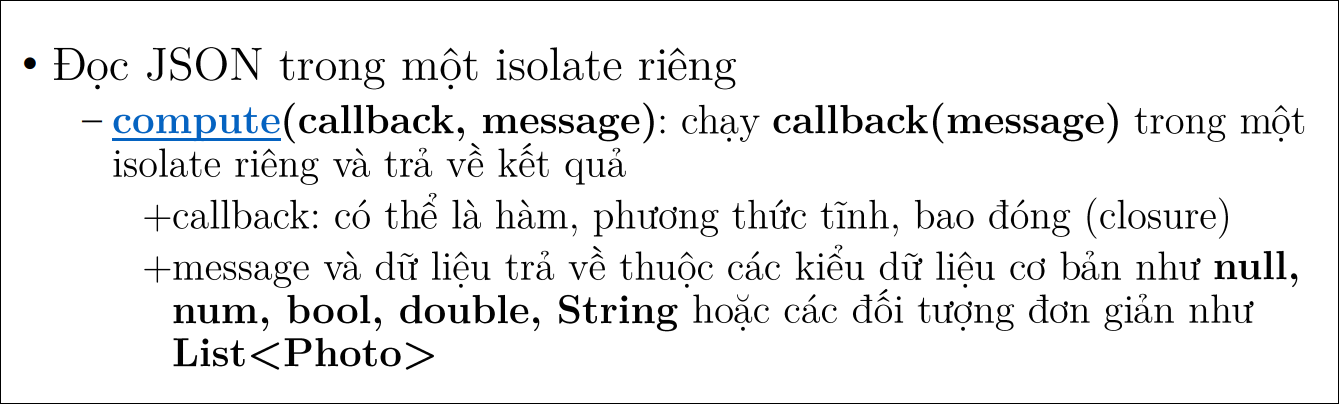 • Đọc JSON trong một isolate riêng
– compute(callback, message): chạy callback(message) trong một
isolate riêng và trả về kết quả
+callback: có thể là hàm, phương thức tĩnh, bao đóng (closure)
+message và dữ liệu trả về thuộc các kiểu dữ liệu cơ bản như null,
num, bool, double, String hoặc các đối tượng đơn giản như
List<Photo>